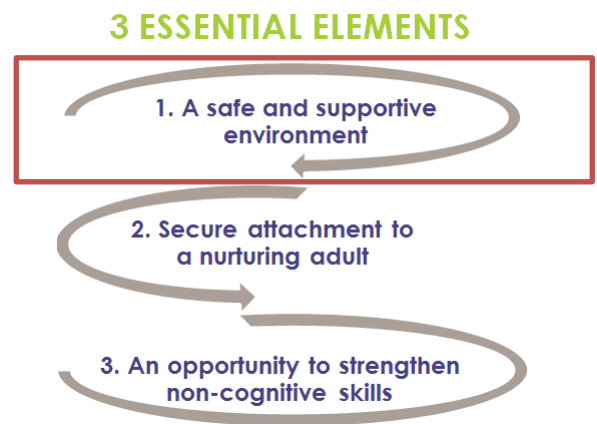 3 ESSENTIAL ELEMENTS
1. A safe and supportive
environment
2. Secure attachment to
a nurturing adult
3. An opportunity to strengthen
non-cognitive skills